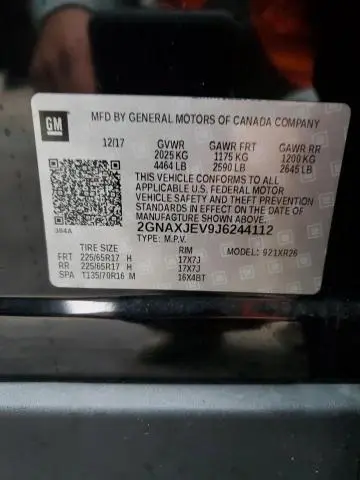 GM
MFD BY GENERAL MOTORS OF CANADA COMPANY
12/17 GVWR GAWR FRT GAWR RR
2025 KG 1175 KG 1200 KG
4464 LB 2590 LB 2645 LB
THIS VEHICLE CONFORMS TO ALL
APPLICABLE U.S. FEDERAL MOTOR
VEHICLE SAFETY AND THEFT PREVENTION
STANDARDS IN EFFECT ON THE DATE OF
MANUFACTURE SHOWN ABOVE.
384A
2GNAXJEV9J6244112
TYPE: M.P.V.
MODEL: 921XR26
TIRE SIZE RIM
FRT 225/65R17 H 17X7J
RR 225/65R17 H 17X7J
SPA T135/70R16 M 16X4BT